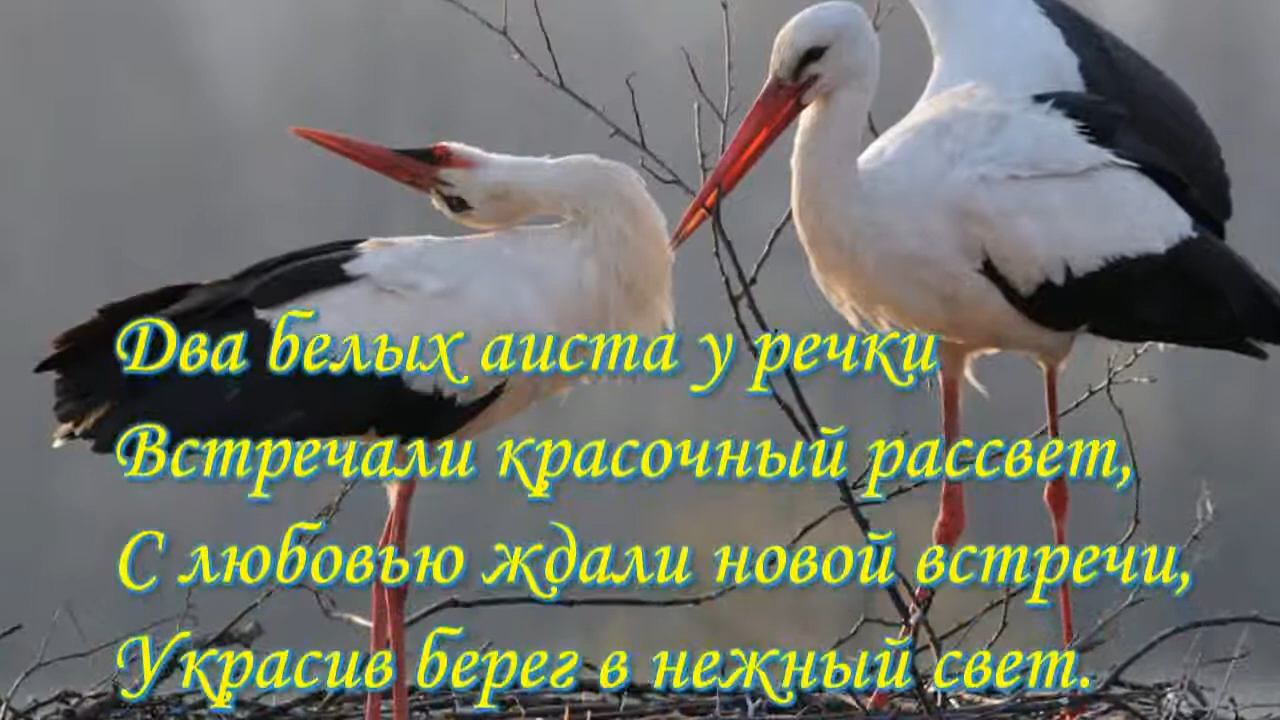 Два белых аиста у речки
Встречали красочный рассвет,
С любовью ждали новой встречи,
Украсив берег в нежный свет.